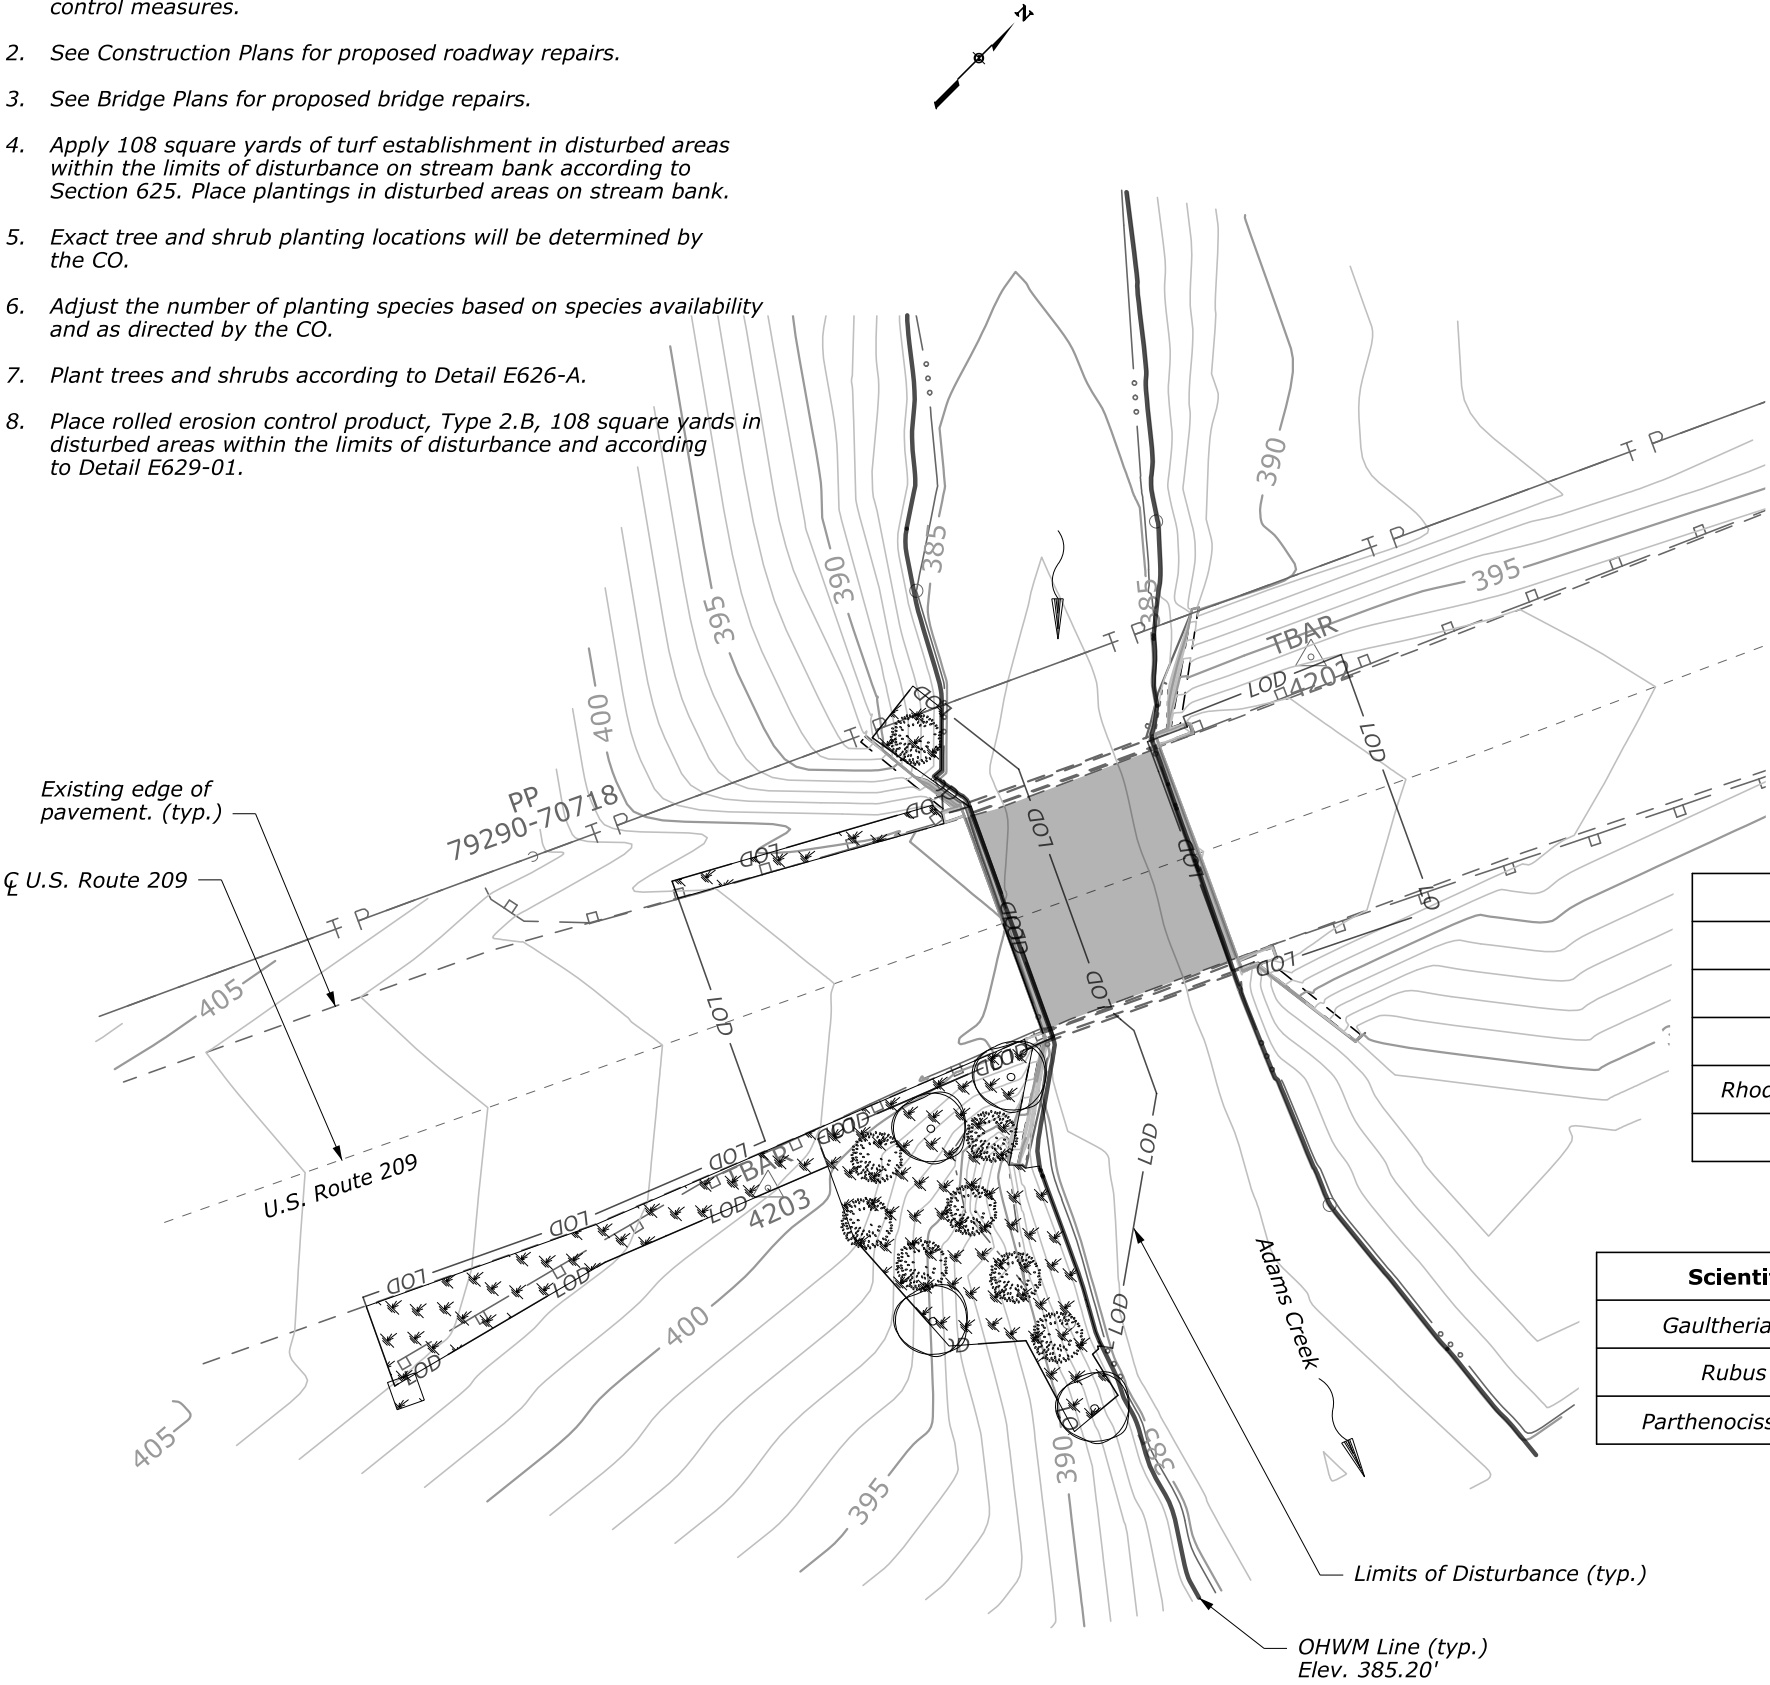 control measures.
2. See Construction Plans for proposed roadway repairs.
3. See Bridge Plans for proposed bridge repairs.
4. Apply 108 square yards of turf establishment in disturbed areas
within the limits of disturbance on stream bank according to
Section 625. Place plantings in disturbed areas on stream bank.
5. Exact tree and shrub planting locations will be determined by
the CO.
6. Adjust the number of planting species based on species availability
and as directed by the CO.
7. Plant trees and shrubs according to Detail E626-A.
8. Place rolled erosion control product, Type 2.B, 108 square yards in
disturbed areas within the limits of disturbance and according
to Detail E629-01.
N
390
385
390
395
385
395
400
T P
T P
T P
T P
T P
T P
TBAR
4202
LOD
LOD
LOD
LOD
LOD
LOD
LOD
LOD
LOD
Existing edge of
pavement. (typ.)
PP
79290-70718
℄ U.S. Route 209
405
LOD
LOD
LOD
LOD
LOD
U.S. Route 209
TBAR
4203
LOD
LOD
LOD
LOD
LOD
LOD
LOD
LOD
Rhod
Adams Creek
Scienti
Gaultheria
Rubus
Parthenociss
400
405
395
390
385
Limits of Disturbance (typ.)
OHWM Line (typ.)
Elev. 385.20'